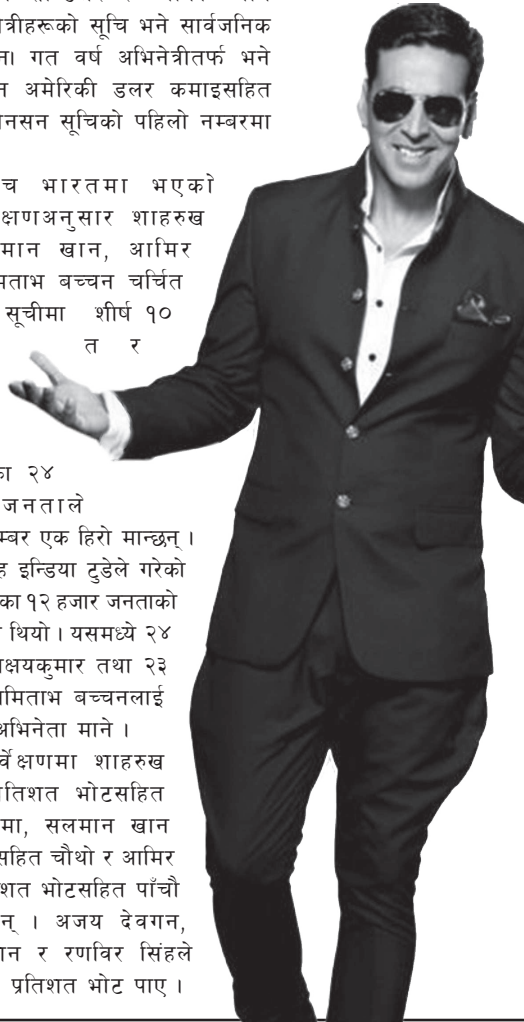 त्रीहरूको सूचि भने सार्वजनिक
न। गत वर्ष अभिनेत्रीतर्फ भने
न अमेरिकी डलर कमाइसहित
नसन सूचिको पहिलो नम्बरमा
च भारतमा भएको
क्षणअनुसार शाहरुख
मान खान, आमिर
मताभ बच्चन चर्चित
सूचीमा शीर्ष १०
त र
का २४
जनताले
म्बर एक हिरो मान्छन् ।
ह इन्डिया टुडेले गरेको
का १२ हजार जनताको
थियो । यसमध्ये २४
क्षयकुमार तथा २३
मिताभ बच्चनलाई
अभिनेता माने ।
र्वेक्षणमा शाहरुख
प्रतिशत भोटसहित
मा, सलमान खान
सहित चौथो र आमिर
शत भोटसहित पाँचौ
न् । अजय देवगन,
ान र रणविर सिंहले
प्रतिशत भोट पाए ।